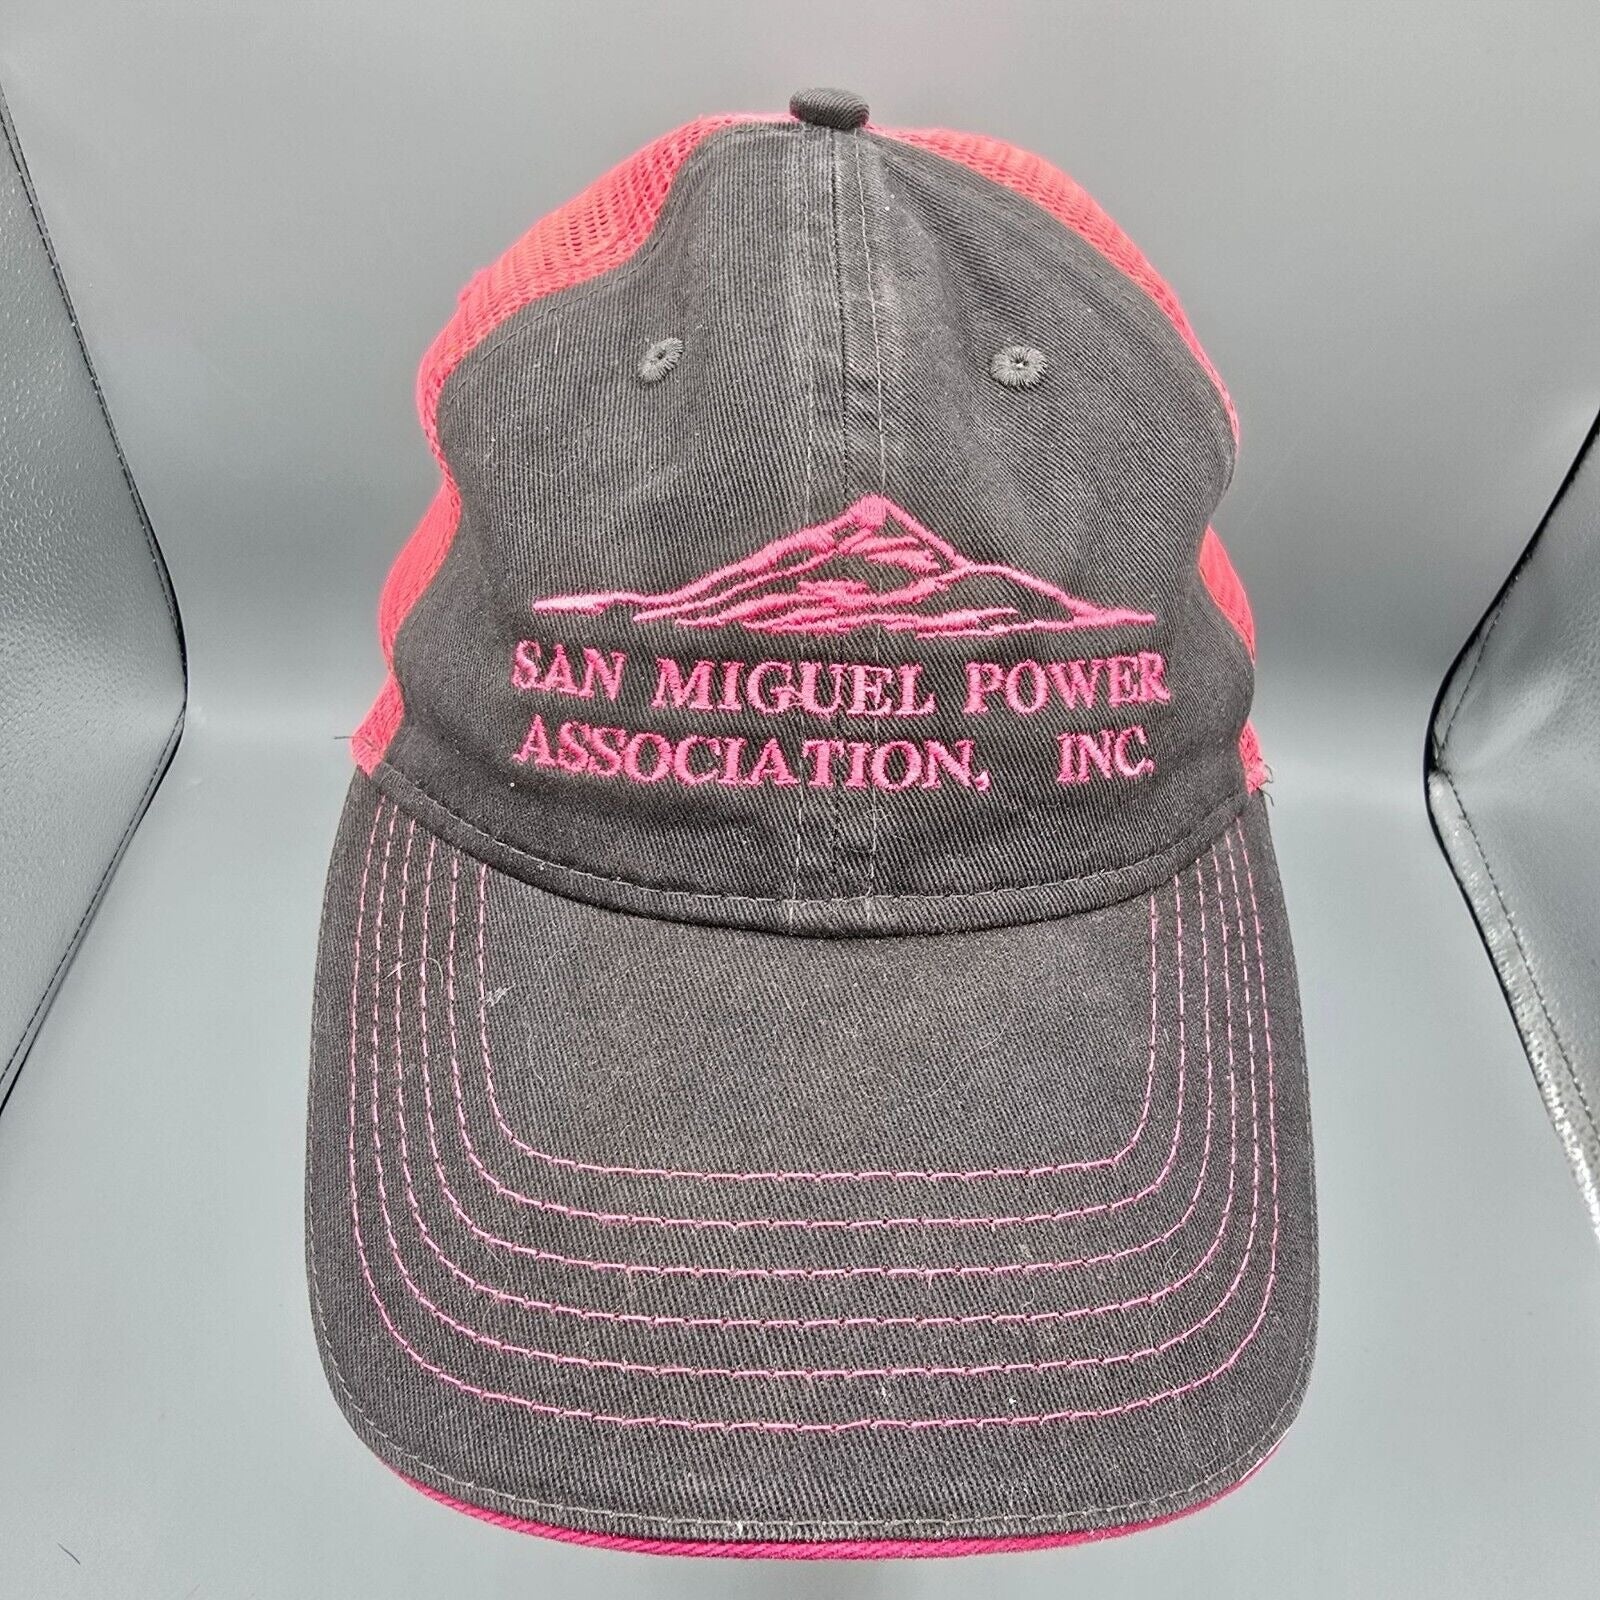 SAN MIGUEL POWER
ASSOCIATION, INC.